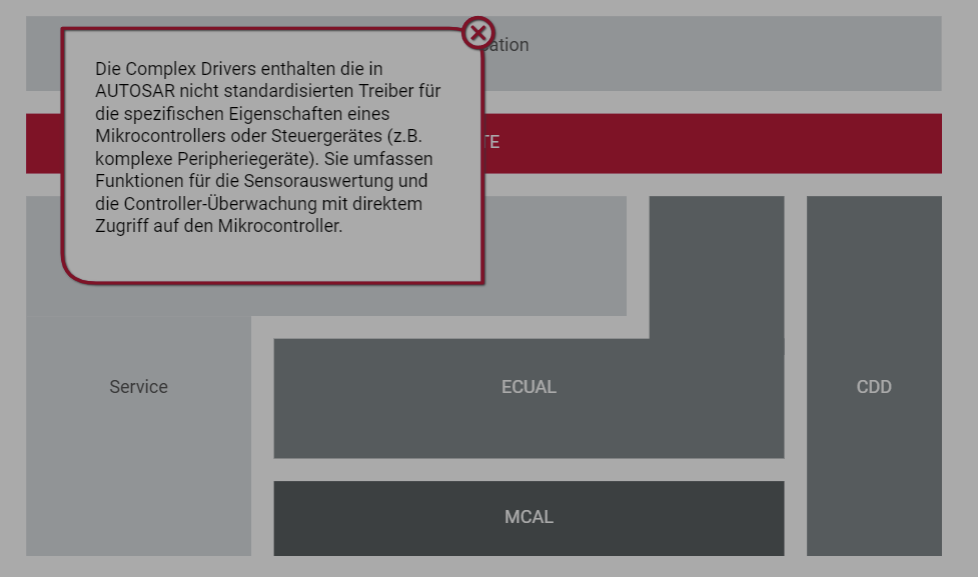 ation
Die Complex Drivers enthalten die in
AUTOSAR nicht standardisierten Treiber für
die spezifischen Eigenschaften eines
Mikrocontrollers oder Steuergerätes (z.B.
komplexe Peripheriegeräte). Sie umfassen
Funktionen für die Sensorauswertung und
die Controller-Überwachung mit direktem
Zugriff auf den Mikrocontroller.
TE
Service
ECUAL
CDD
MCAL